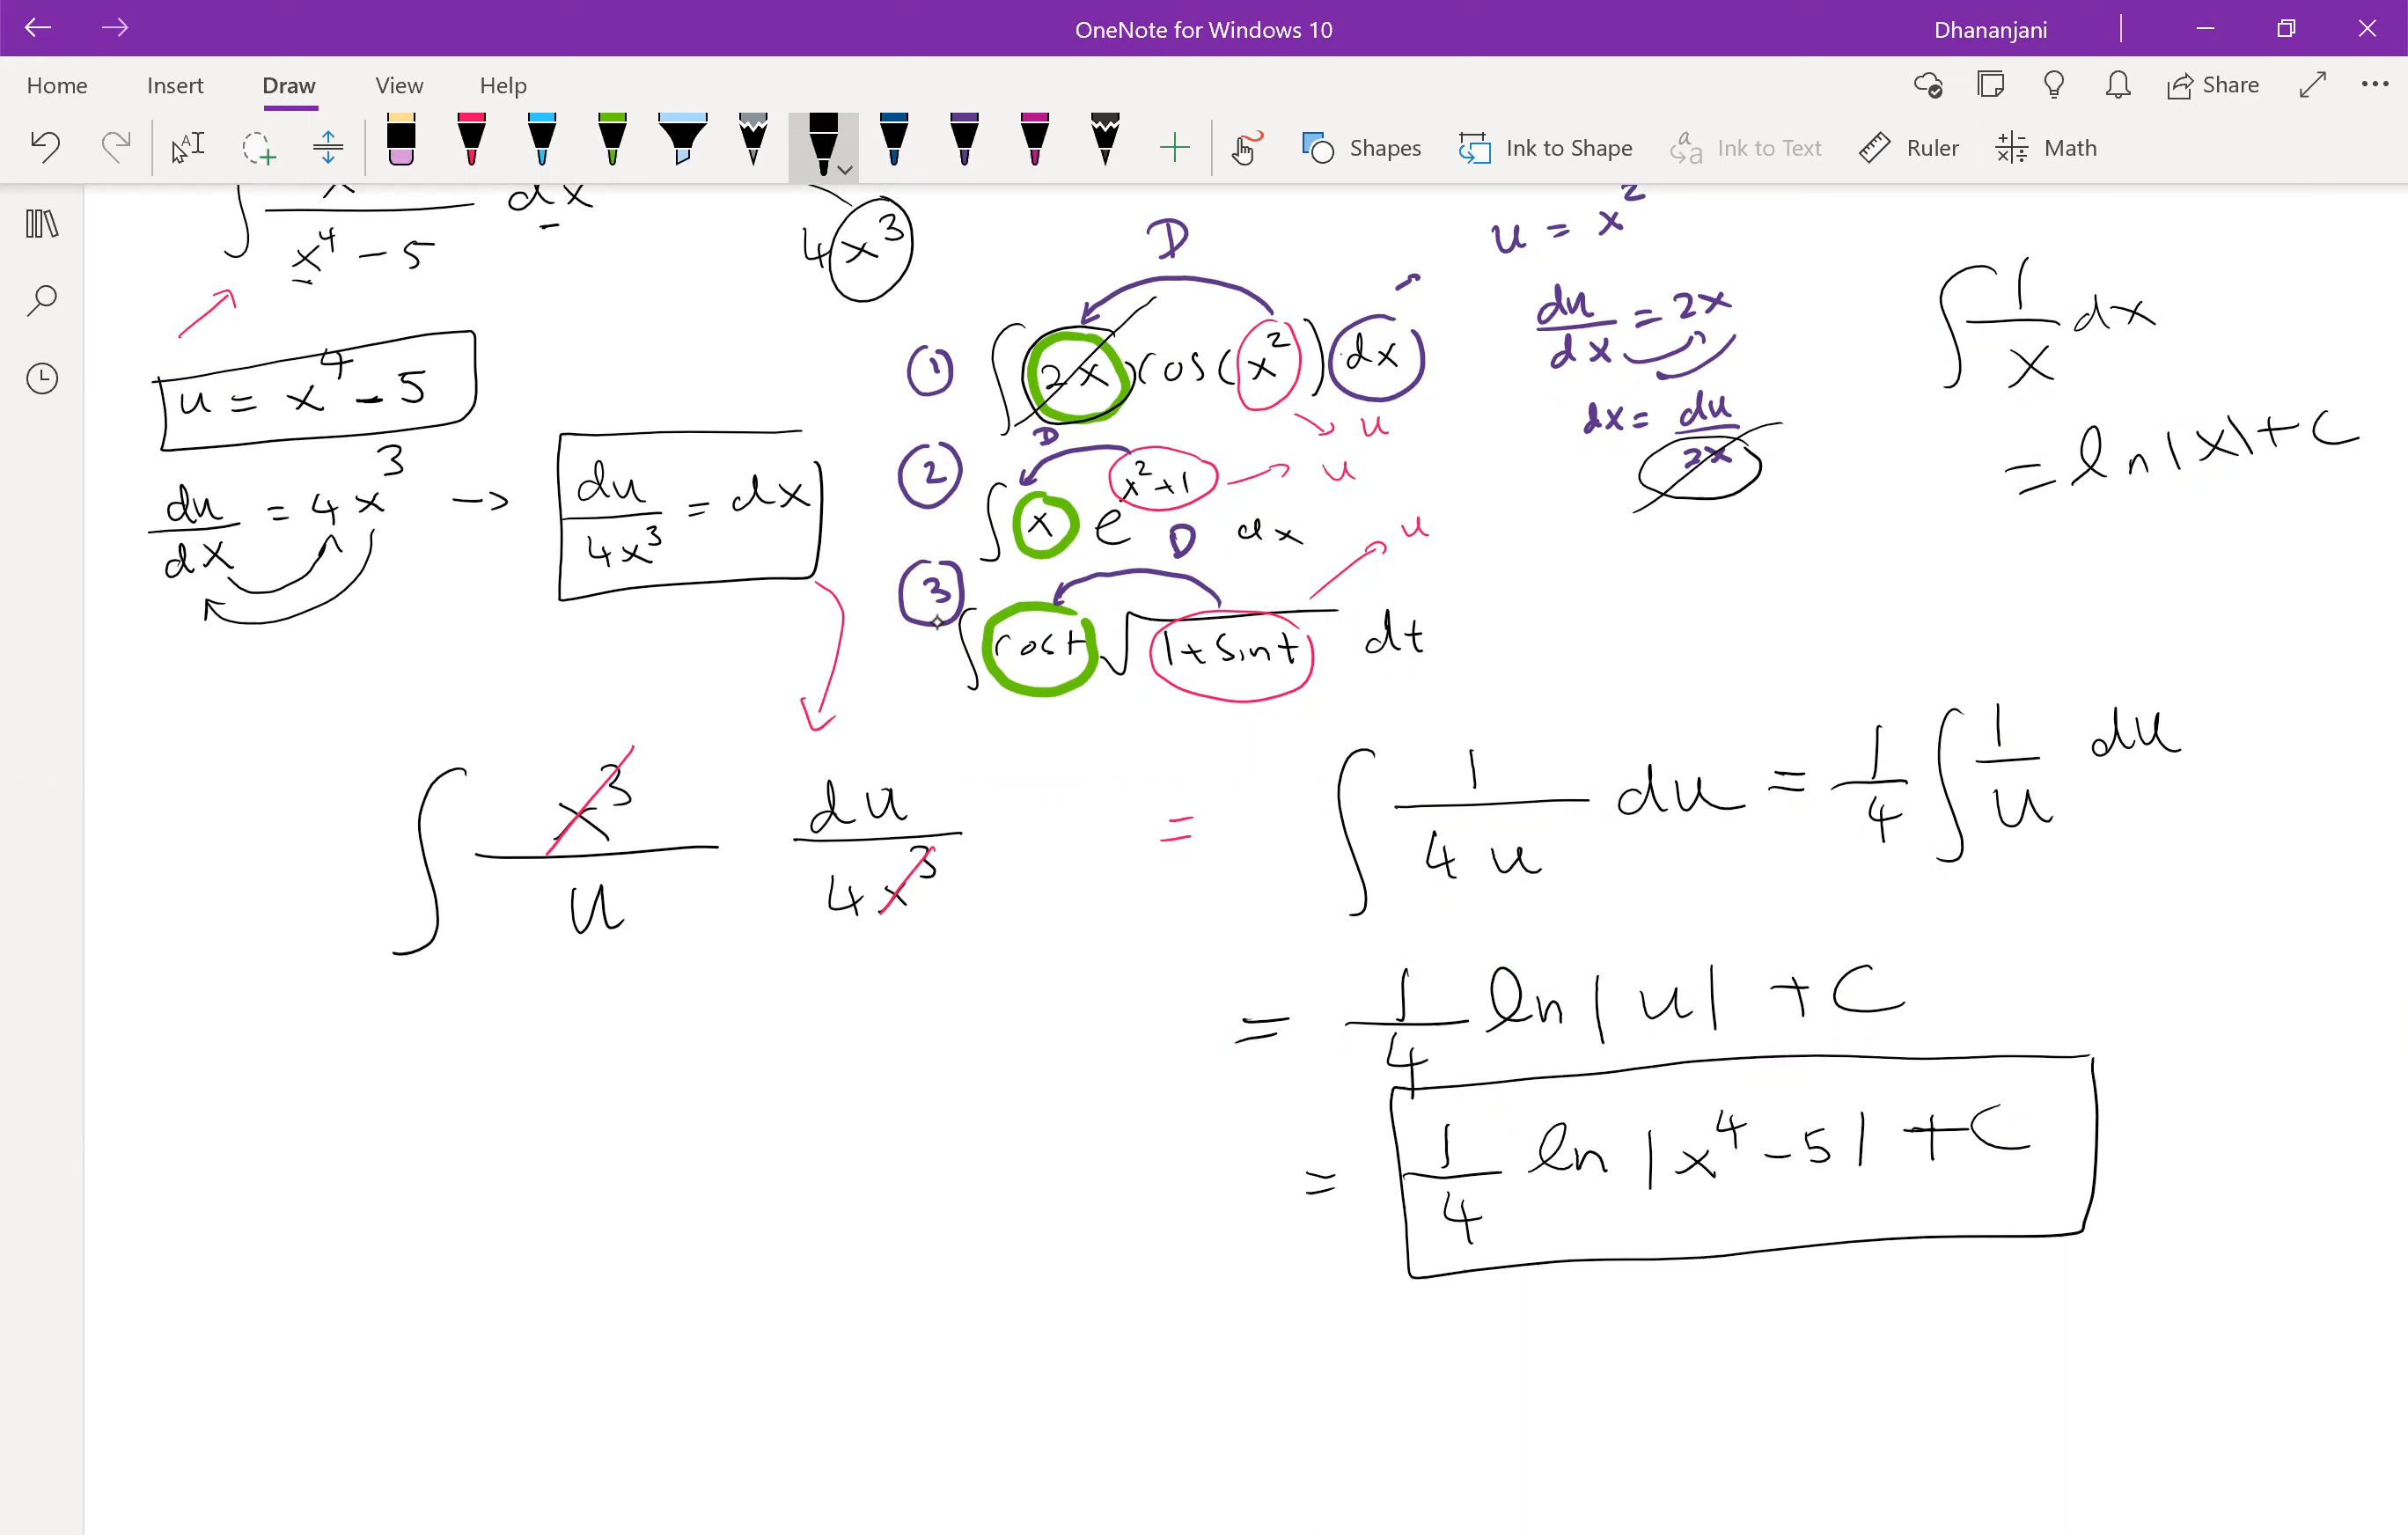 OneNote for Windows 10
Dhananjani
Home Insert Draw View Help
Share
Shapes Ink to Shape Ink to Text Ruler Math
∫ / x⁴ - 5 dx
4x³
u = x⁴ - 5
du/dx = 4x³ → du/4x³ = dx
D
① ∫ (2x) cos(x²) dx → u
D
② ∫ x e^(x²+1) dx → u
D
③ ∫ cost √(1+sint) dt → u
u = x²
du/dx = 2x
dx = du/2x
∫ 1/x dx
= ln|x| + C
∫ x³/u du/4x³ = ∫ 1/4u du = 1/4 ∫ 1/u du
= 1/4 ln|u| + C
= 1/4 ln|x⁴-5| + C